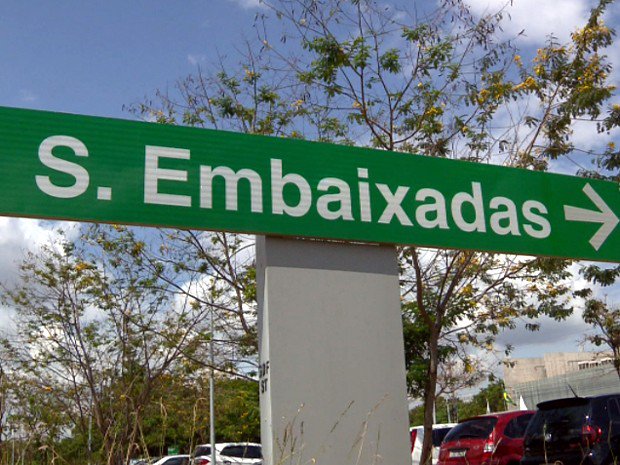 S. Embaixadas →